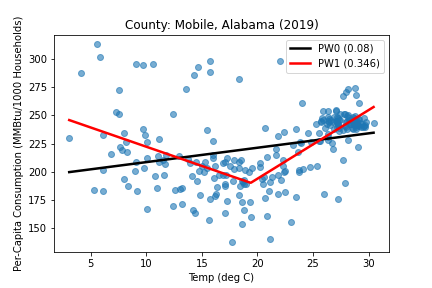 County: Mobile, Alabama (2019)
PW0 (0.08)
PW1 (0.346)
Per-Capita Consumption (MMBtu/1000 Households)
300
275
250
225
200
175
150
5 10 15 20 25 30
Temp (deg C)